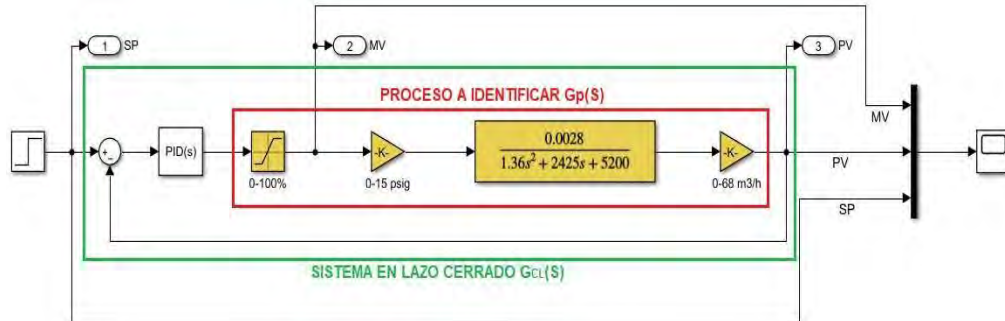 1 SP
2 MV
3 PV
PROCESO A IDENTIFICAR Gp(S)
+ -
PID(s)
0-100%
-K-
0-15 psig
0.0028
1.36s² + 2425s + 5200
-K-
0-68 m3/h
MV
PV
SP
SISTEMA EN LAZO CERRADO GCL(S)